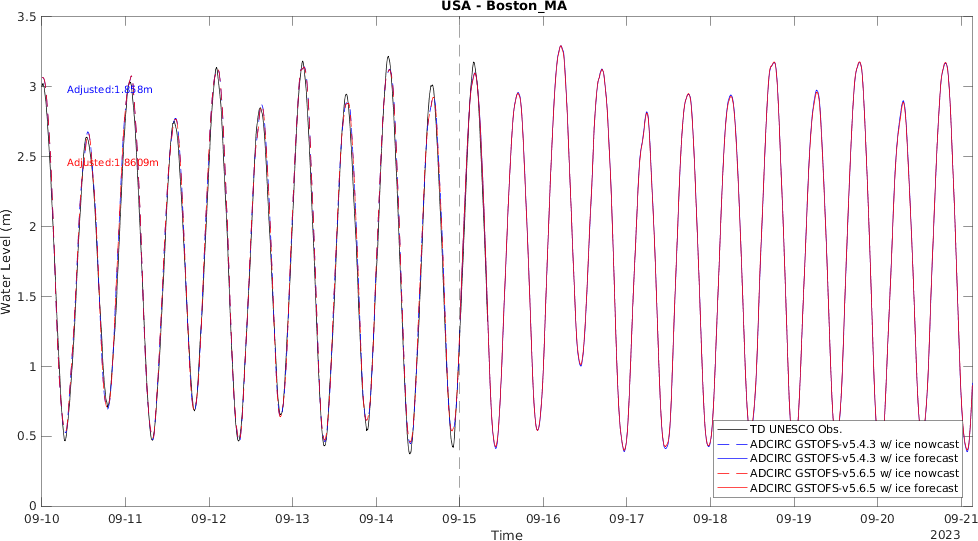 USA - Boston_MA
3.5
3
2.5
2
1.5
1
0.5
0
Water Level (m)
Adjusted:1.858m
Adjusted:1.8609m
TD UNESCO Obs.
ADCIRC GSTOFS-v5.4.3 w/ ice nowcast
ADCIRC GSTOFS-v5.4.3 w/ ice forecast
ADCIRC GSTOFS-v5.6.5 w/ ice nowcast
ADCIRC GSTOFS-v5.6.5 w/ ice forecast
09-10 09-11 09-12 09-13 09-14 09-15 09-16 09-17 09-18 09-19 09-20 09-21
Time
2023